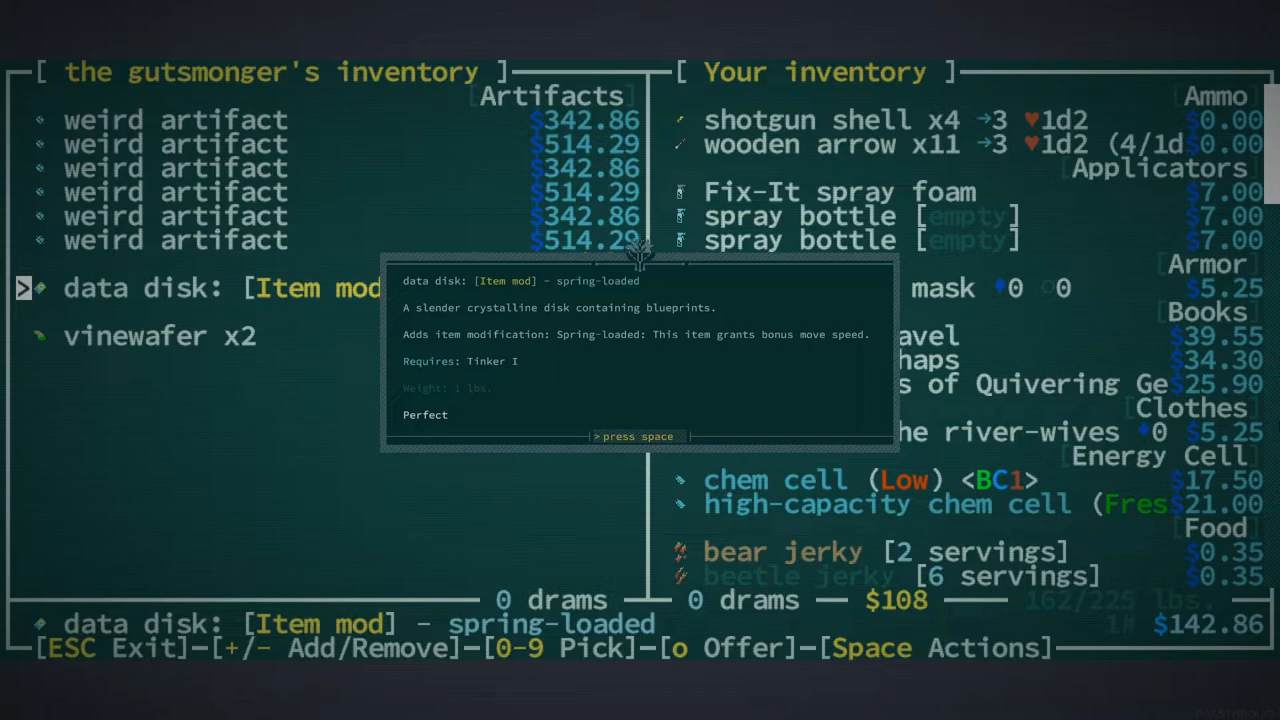 [ the gutsmonger's inventory ]
[Artifacts]
weird artifact $342.86
weird artifact $514.29
weird artifact $342.86
weird artifact $514.29
weird artifact $342.86
weird artifact $514.29
> data disk: [Item mod
vinewafer x2
[ Your inventory ]
[Ammo]
shotgun shell x4 →3 ♥1d2 $0.00
wooden arrow x11 →3 ♥1d2 (4/1d $0.00
[Applicators]
Fix-It spray foam $7.00
spray bottle [empty] $7.00
spray bottle [empty] $7.00
[Armor]
mask ♦0 ○0 $5.25
[Books]
avel $39.55
haps $34.30
s of Quivering Ge $25.90
[Clothes]
he river-wives ♦0 $5.25
[Energy Cell]
chem cell (Low) <BC1> $17.50
high-capacity chem cell (Fres $21.00
[Food]
bear jerky [2 servings] $0.35
beetle jerky [6 servings] $0.35
data disk: [Item mod] - spring-loaded
A slender crystalline disk containing blueprints.
Adds item modification: Spring-loaded: This item grants bonus move speed.
Requires: Tinker I
Weight: 1 lbs.
Perfect
>press space
0 drams — 0 drams — $108 — 162/225 lbs.
data disk: [Item mod] - spring-loaded 1# $142.86
[ESC Exit]—[+/- Add/Remove]—[0-9 Pick]—[o Offer]—[Space Actions]